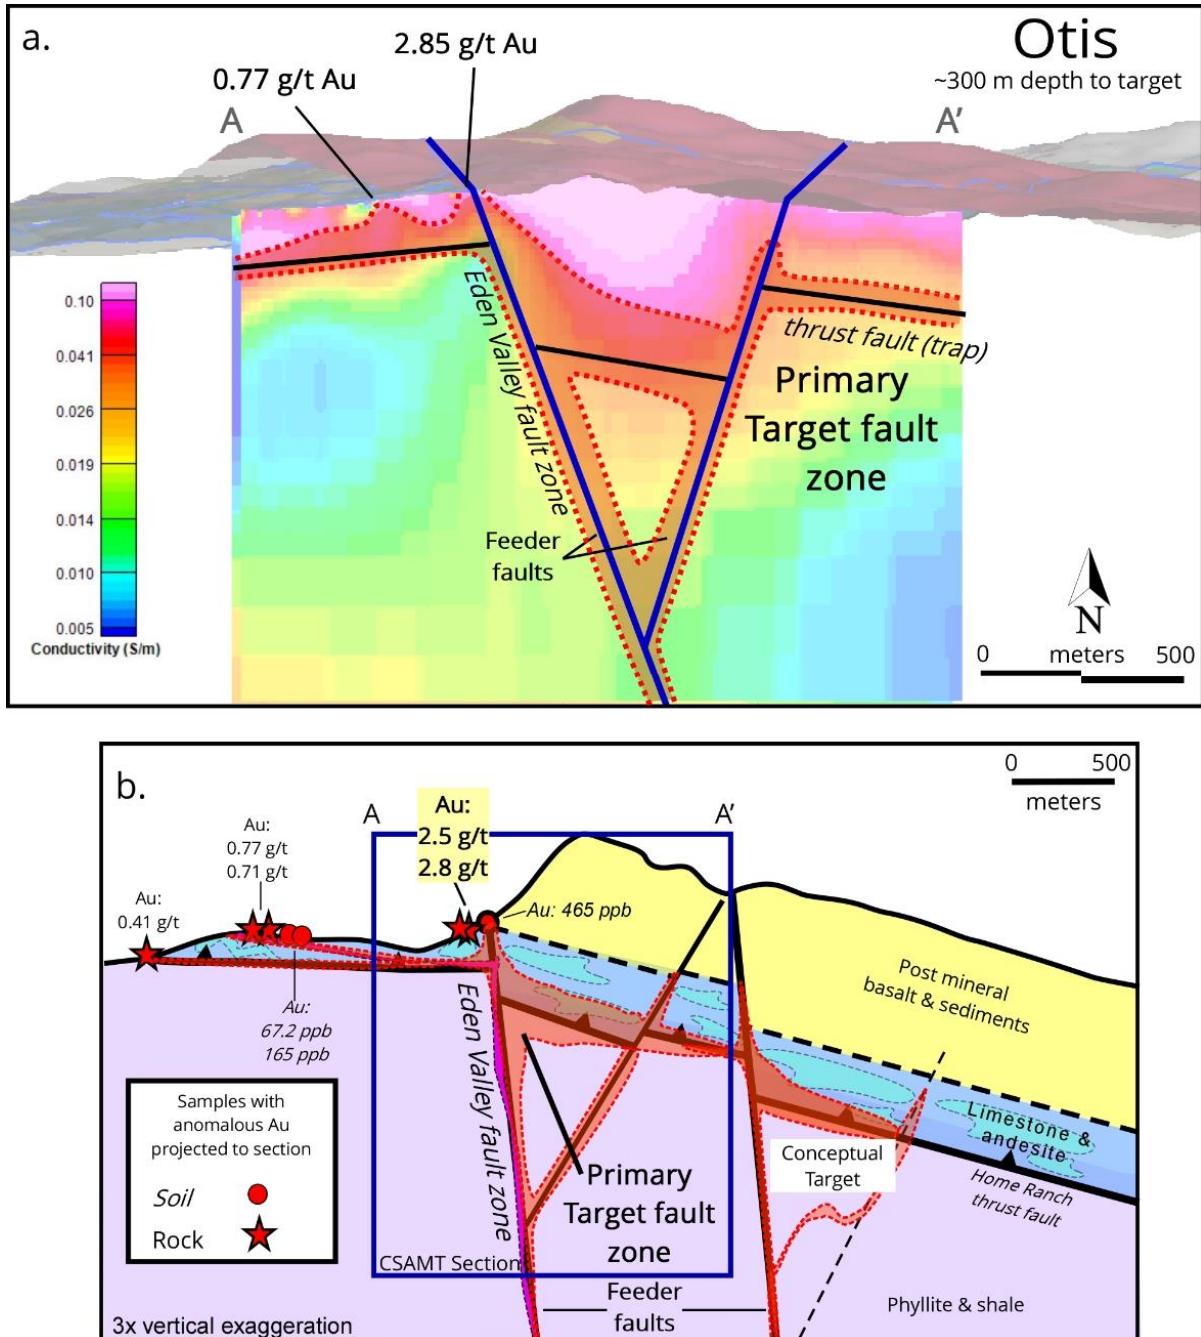 a.
2.85 g/t Au
0.77 g/t Au
Otis
~300 m depth to target
A
A'
0.10
0.041
0.026
0.019
0.014
0.010
0.005
Conductivity (S/m)
Eden Valley fault zone
thrust fault (trap)
Primary
Target fault
zone
Feeder
faults
N
0 meters 500
b.
0 500
meters
A
A'
Au:
2.5 g/t
2.8 g/t
Au:
0.77 g/t
0.71 g/t
Au:
0.41 g/t
Au: 465 ppb
Au:
67.2 ppb
165 ppb
Post mineral
basalt & sediments
Eden Valley fault zone
Samples with
anomalous Au
projected to section
Soil
Rock
Limestone &
andesite
Conceptual
Target
Home Ranch
thrust fault
Primary
Target fault
zone
CSAMT Section
Feeder
faults
Phyllite & shale
3x vertical exaggeration